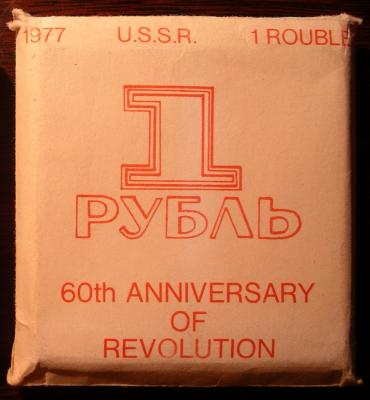 1977 U.S.S.R. 1 ROUBLE
1
РУБЛЬ
60th ANNIVERSARY
OF
REVOLUTION